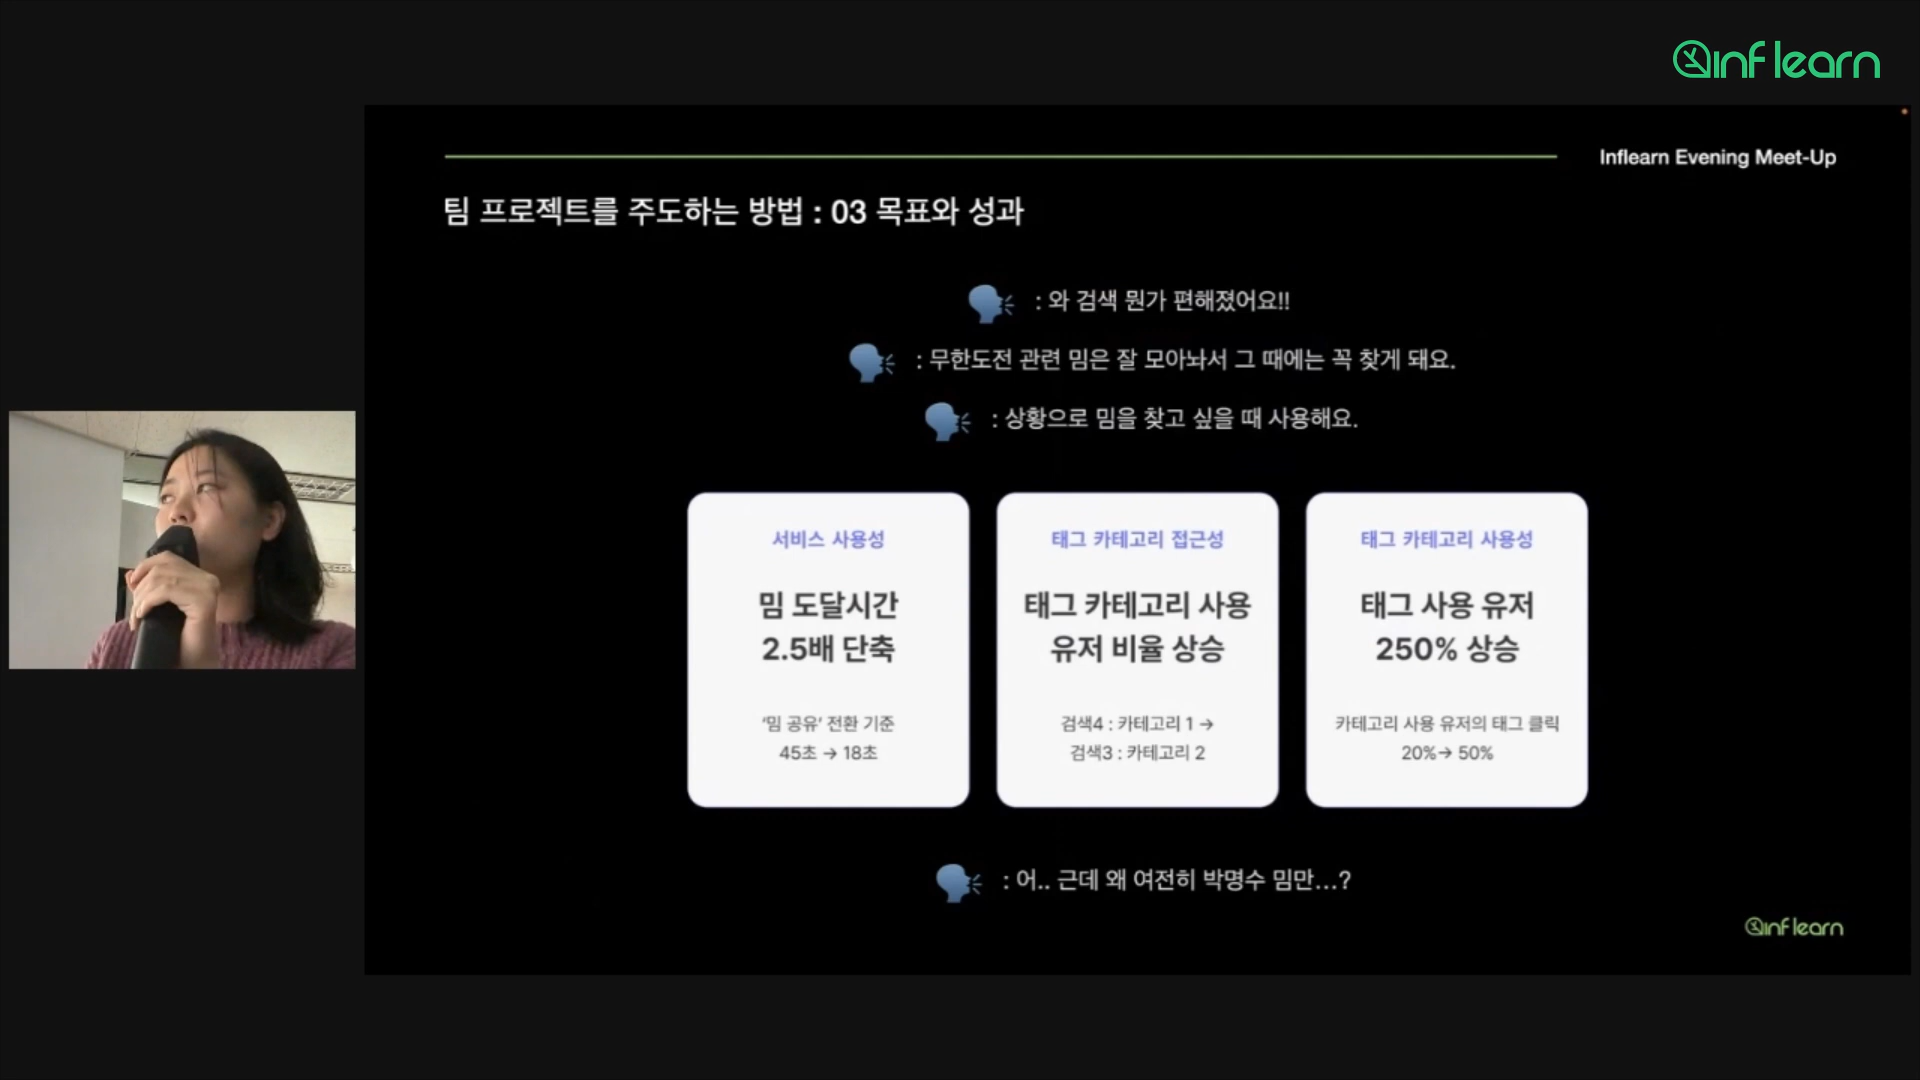 inflearn
Inflearn Evening Meet-Up
팀 프로젝트를 주도하는 방법 : 03 목표와 성과
: 와 검색 뭔가 편해졌어요!!
: 무한도전 관련 밈은 잘 모아놔서 그 때에는 꼭 찾게 돼요.
: 상황으로 밈을 찾고 싶을 때 사용해요.
서비스 사용성
밈 도달시간
2.5배 단축
‘밈 공유’ 전환 기준
45초 → 18초
태그 카테고리 접근성
태그 카테고리 사용
유저 비율 상승
검색4 : 카테고리 1 →
검색3 : 카테고리 2
태그 카테고리 사용성
태그 사용 유저
250% 상승
카테고리 사용 유저의 태그 클릭
20%→ 50%
: 어.. 근데 왜 여전히 박명수 밈만...?
inflearn